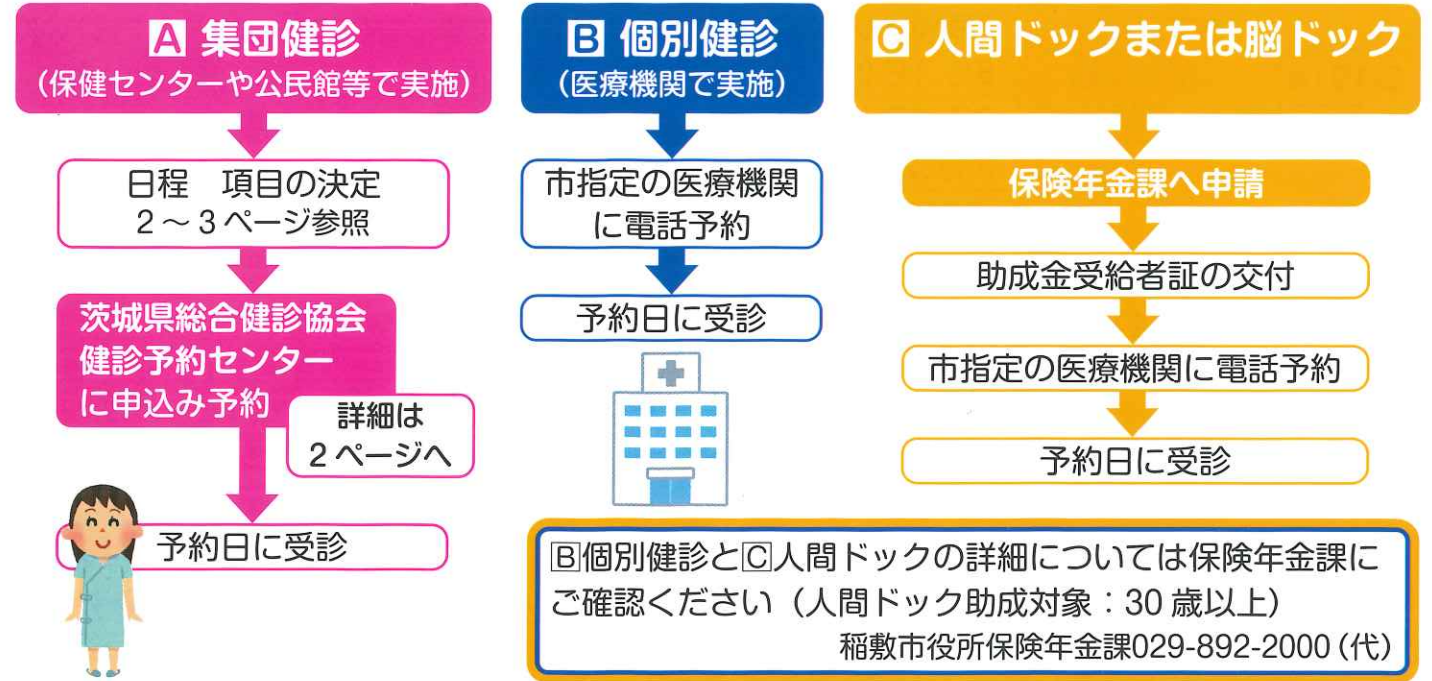 A 集団健診
（保健センターや公民館等で実施）
日程　項目の決定
２～３ページ参照
茨城県総合健診協会
健診予約センター
に申込み予約
詳細は
２ページへ
予約日に受診
B 個別健診
（医療機関で実施）
市指定の医療機関
に電話予約
予約日に受診
C 人間ドックまたは脳ドック
保険年金課へ申請
助成金受給者証の交付
市指定の医療機関に電話予約
予約日に受診
B個別健診とC人間ドックの詳細については保険年金課に
ご確認ください（人間ドック助成対象：30 歳以上）
稲敷市役所保険年金課029-892-2000（代）